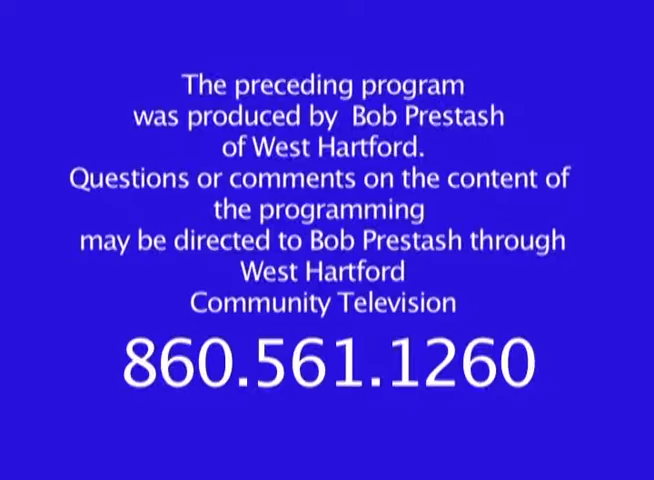 The preceding program
was produced by  Bob Prestash
of West Hartford.
Questions or comments on the content of
the programming
may be directed to Bob Prestash through
West Hartford
Community Television
860.561.1260